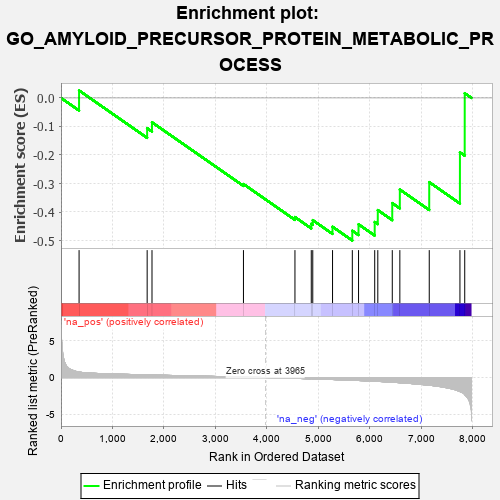 Enrichment plot:
GO_AMYLOID_PRECURSOR_PROTEIN_METABOLIC_PR
OCESS
Enrichment score (ES)
0.0
-0.1
-0.2
-0.3
-0.4
-0.5
'na_pos' (positively correlated)
Ranked list metric (PreRanked)
5
0
-5
Zero cross at 3965
'na_neg' (negatively correlated)
0
1,000
2,000
3,000
4,000
5,000
6,000
7,000
8,000
Rank in Ordered Dataset
Enrichment profile
Hits
Ranking metric scores